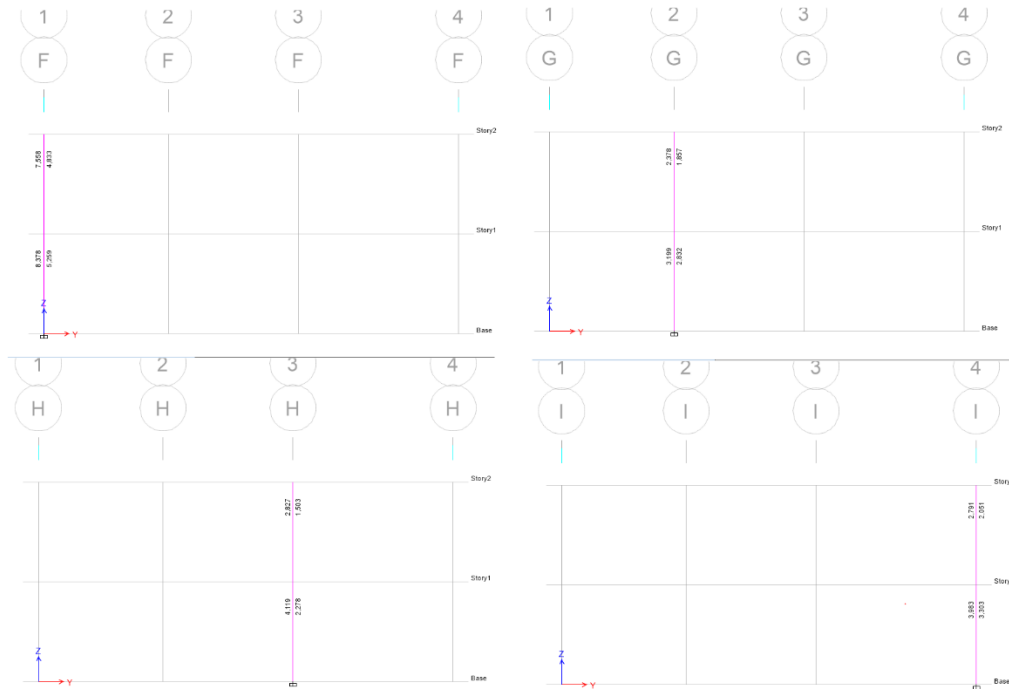 1 2 3 4
F F F F
Story2
7.558 4.833
Story1
8.378 5.259
Z
Y
Base
1 2 3 4
G G G G
Story2
2.378 1.857
Story1
3.199 2.832
Z
Y
Base
1 2 3 4
H H H H
Story2
2.827 1.503
Story1
4.119 2.278
Z
Y
Base
1 2 3 4
I I I I
Story
2.791 2.051
Story
3.983 3.303
Z
Y
Base